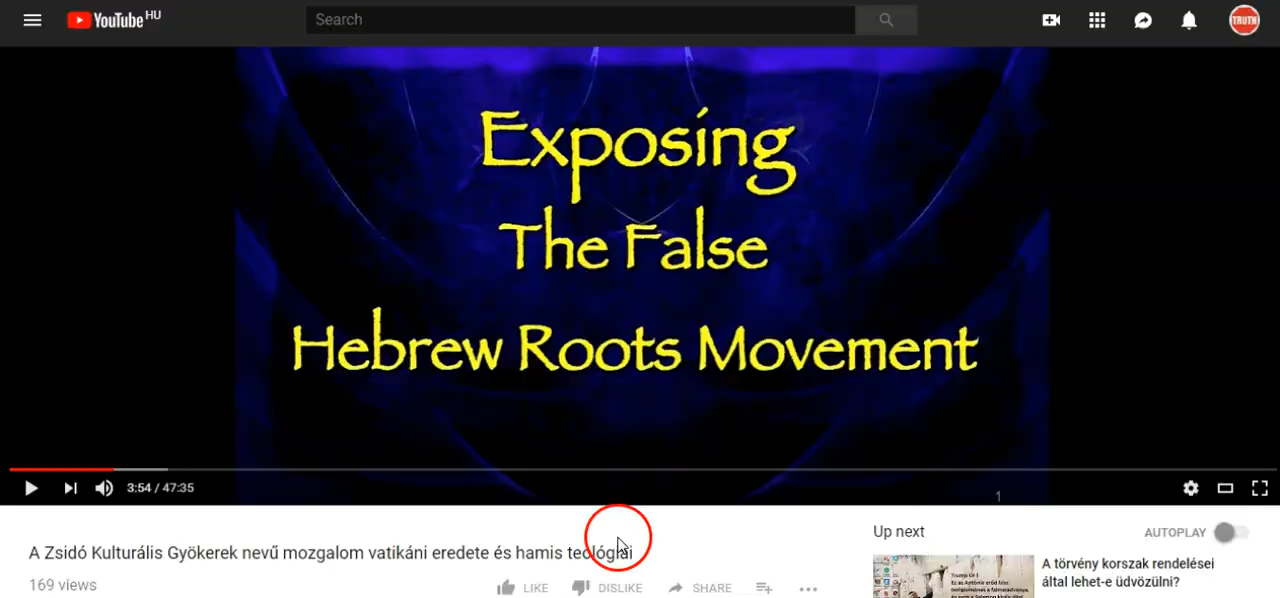 YouTube HU
Search
TRUTH
Exposing
The False
Hebrew Roots Movement
3:54 / 47:35
1
A Zsidó Kulturális Gyökerek nevű mozgalom vatikáni eredete és hamis teológiái
169 views
LIKE
DISLIKE
SHARE
Up next
AUTOPLAY
A törvény korszak rendelései
által lehet-e üdvözülni?